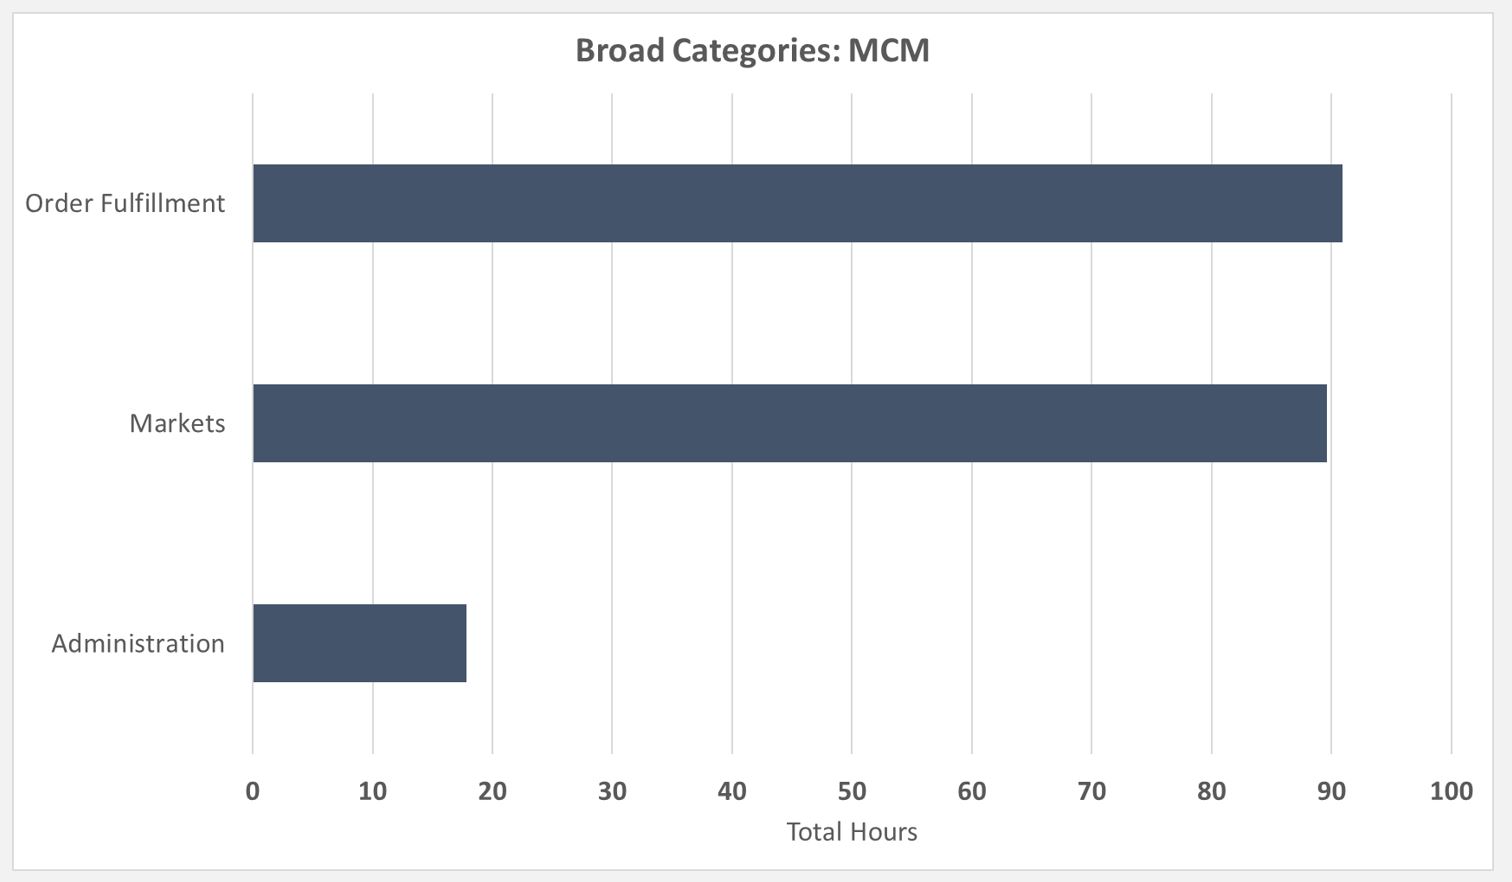 Broad Categories: MCM
Order Fulfillment
Markets
Administration
0 10 20 30 40 50 60 70 80 90 100
Total Hours